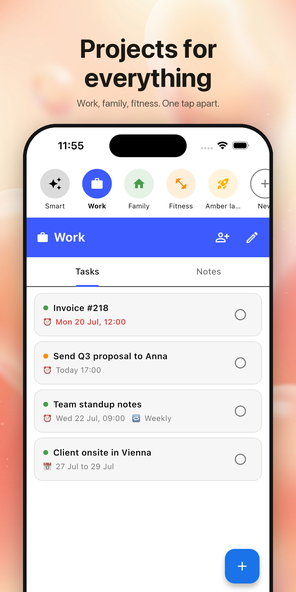 Projects for
everything
Work, family, fitness. One tap apart.
11:55
Smart
Work
Family
Fitness
Amber la...
New
Work
Tasks
Notes
Invoice #218
Mon 20 Jul, 12:00
Send Q3 proposal to Anna
Today 17:00
Team standup notes
Wed 22 Jul, 09:00 Weekly
Client onsite in Vienna
27 Jul to 29 Jul